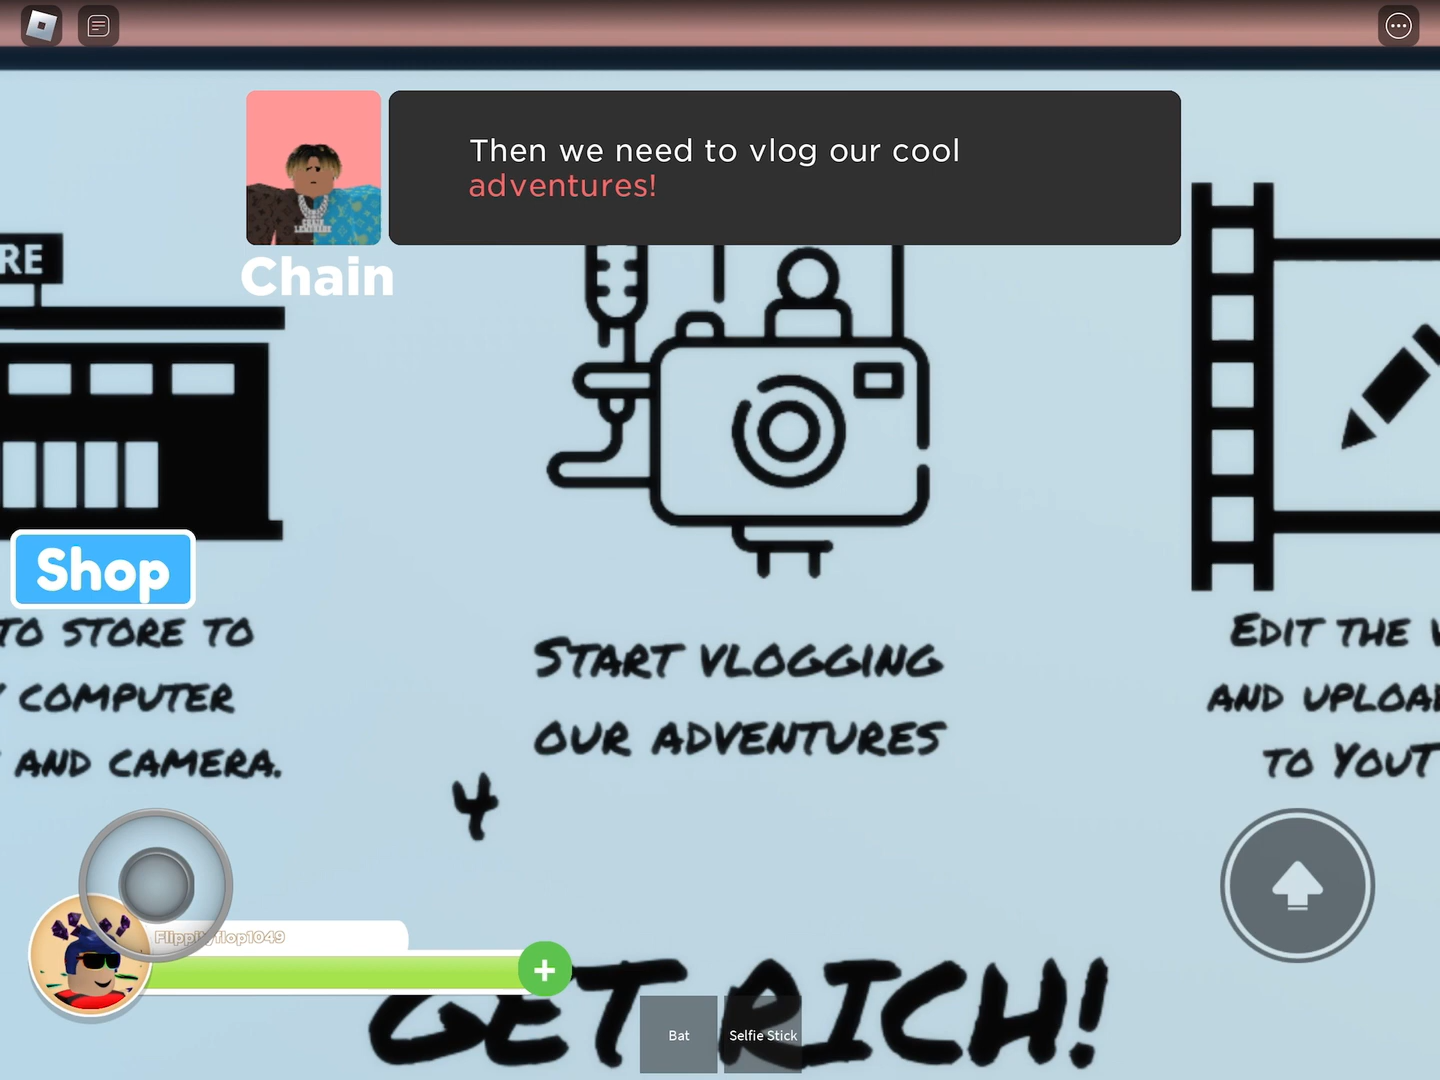 Then we need to vlog our cool
adventures!
Chain
RE
Shop
TO STORE TO
COMPUTER
AND CAMERA.
START VLOGGING
OUR ADVENTURES
EDIT THE
AND UPLOA
TO YOUT
4
Flippityflop1049
GET RICH!
Bat
Selfie Stick